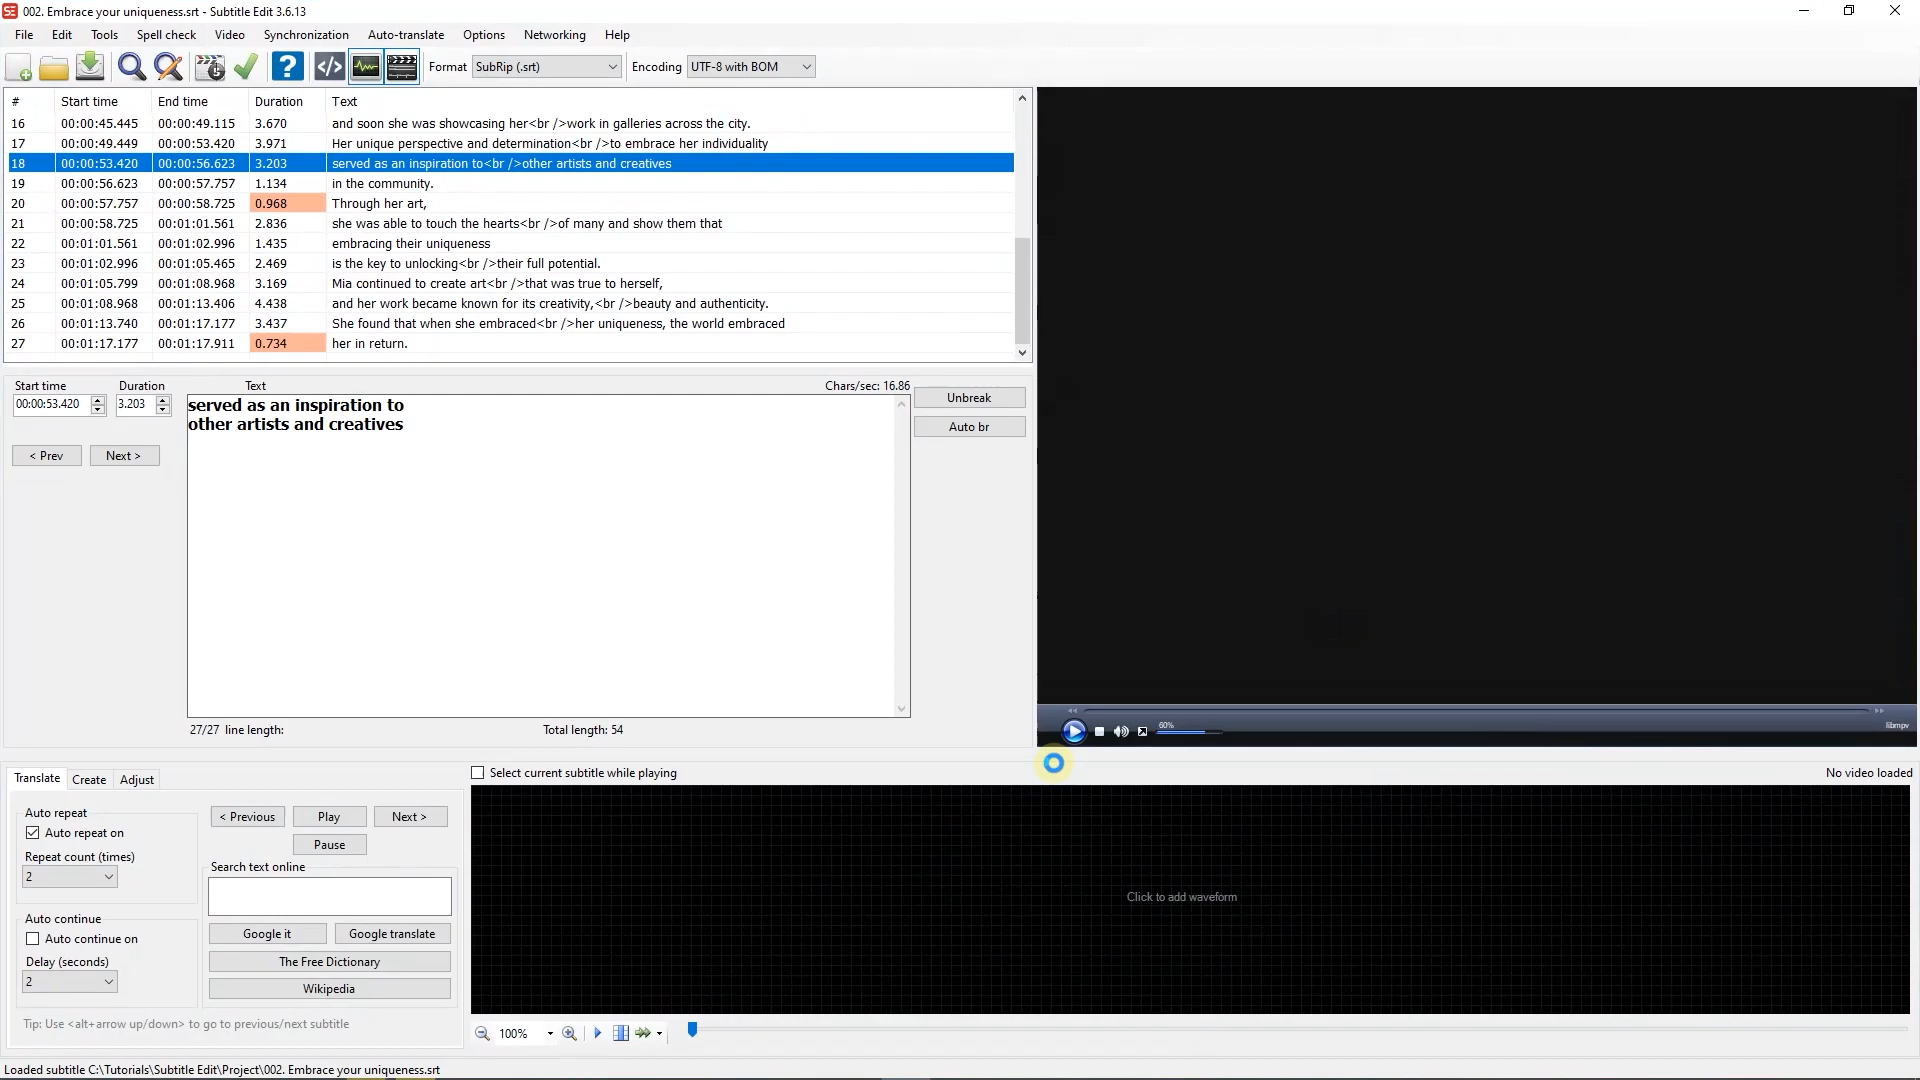 002. Embrace your uniqueness.srt - Subtitle Edit 3.6.13
File Edit Tools Spell check Video Synchronization Auto-translate Options Networking Help
Format SubRip (.srt) Encoding UTF-8 with BOM
# Start time End time Duration Text
16 00:00:45.445 00:00:49.115 3.670 and soon she was showcasing her<br />work in galleries across the city.
17 00:00:49.449 00:00:53.420 3.971 Her unique perspective and determination<br />to embrace her individuality
18 00:00:53.420 00:00:56.623 3.203 served as an inspiration to<br />other artists and creatives
19 00:00:56.623 00:00:57.757 1.134 in the community.
20 00:00:57.757 00:00:58.725 0.968 Through her art,
21 00:00:58.725 00:01:01.561 2.836 she was able to touch the hearts<br />of many and show them that
22 00:01:01.561 00:01:02.996 1.435 embracing their uniqueness
23 00:01:02.996 00:01:05.465 2.469 is the key to unlocking<br />their full potential.
24 00:01:05.799 00:01:08.968 3.169 Mia continued to create art<br />that was true to herself,
25 00:01:08.968 00:01:13.406 4.438 and her work became known for its creativity,<br />beauty and authenticity.
26 00:01:13.740 00:01:17.177 3.437 She found that when she embraced<br />her uniqueness, the world embraced
27 00:01:17.177 00:01:17.911 0.734 her in return.
Start time Duration Text Chars/sec: 16.86
00:00:53.420 3.203
served as an inspiration to
other artists and creatives
Unbreak
Auto br
< Prev Next >
27/27 line length: Total length: 54
60%
libmpv
Translate Create Adjust
Select current subtitle while playing No video loaded
Auto repeat
Auto repeat on
Repeat count (times)
2
Auto continue
Auto continue on
Delay (seconds)
2
< Previous Play Next >
Pause
Search text online
Google it Google translate
The Free Dictionary
Wikipedia
Tip: Use <alt+arrow up/down> to go to previous/next subtitle
Click to add waveform
100%
Loaded subtitle C:\Tutorials\Subtitle Edit\Project\002. Embrace your uniqueness.srt